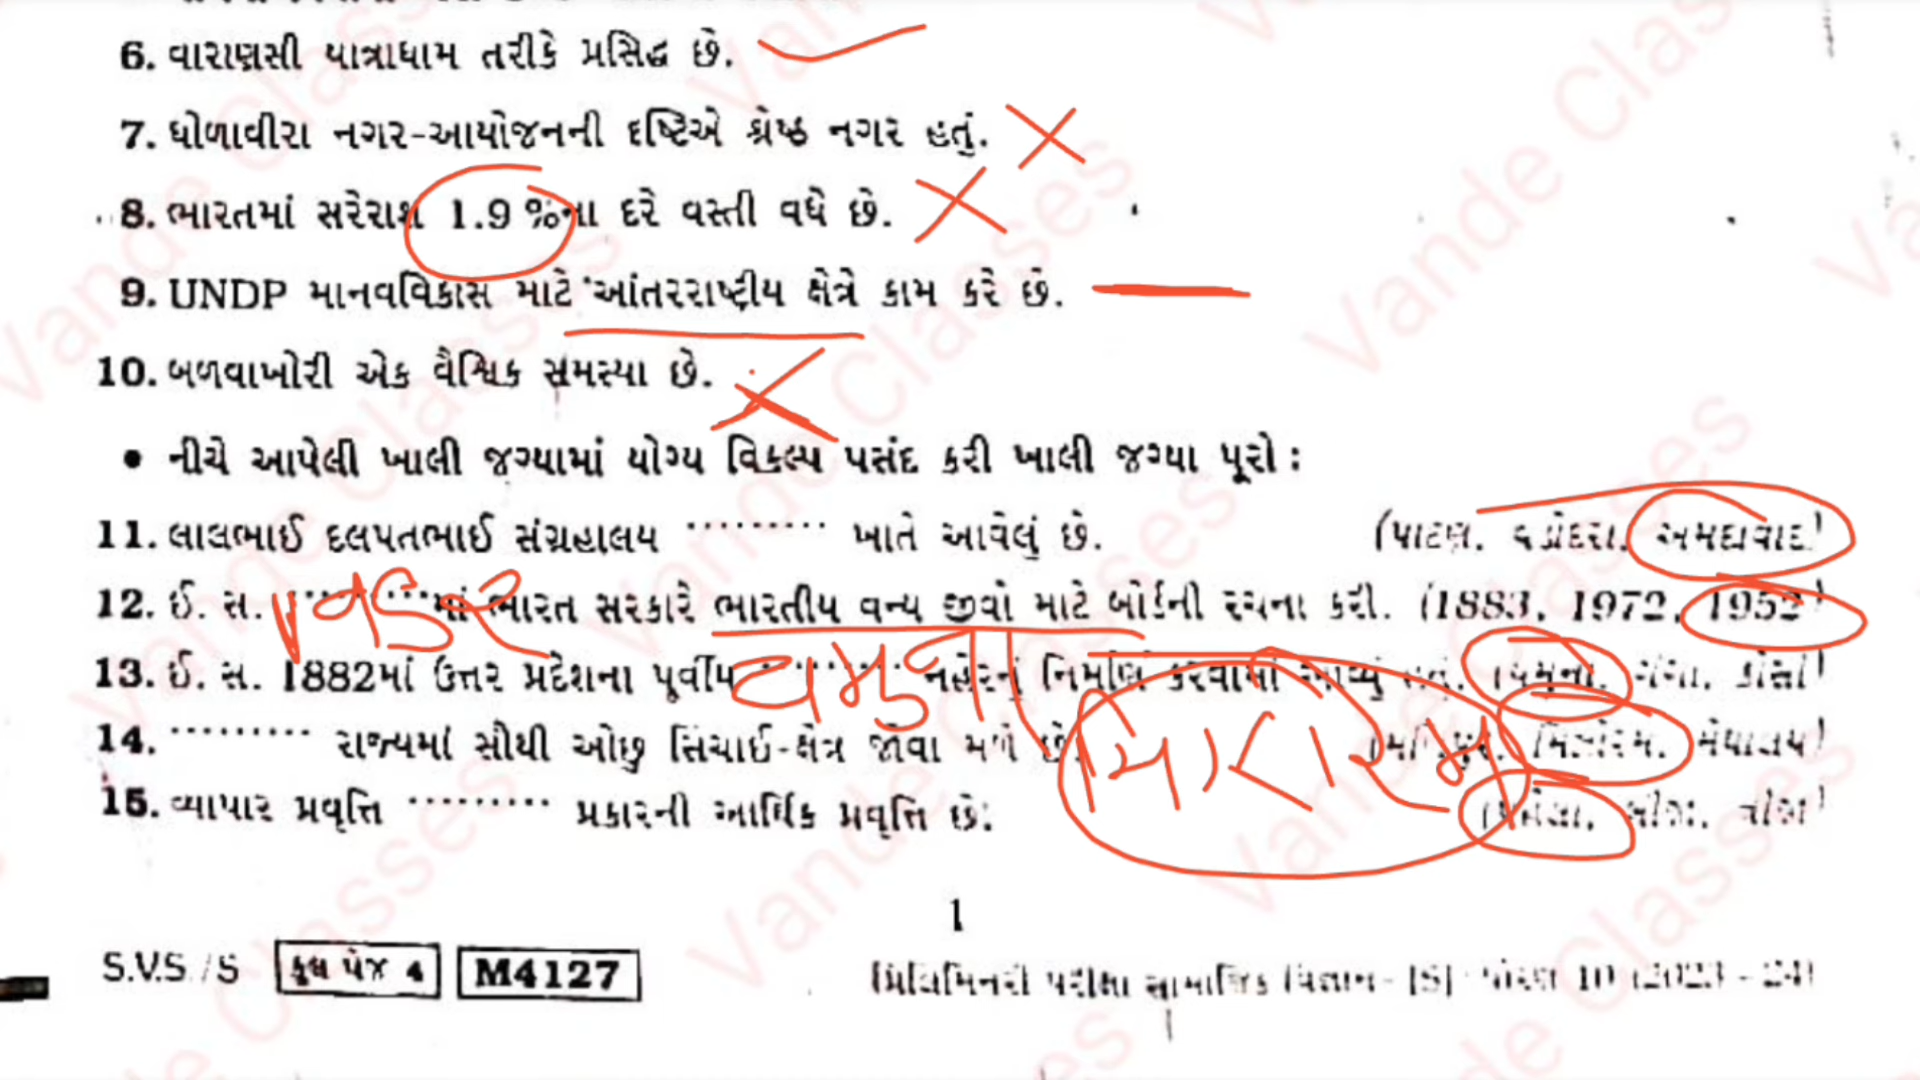 6. વારાણસી યાત્રાધામ તરીકે પ્રસિદ્ધ છે.
7. ધોળાવીરા નગર-આયોજનની દૃષ્ટિએ શ્રેષ્ઠ નગર હતું.
8. ભારતમાં સરેરાશ 1.9 %ના દરે વસ્તી વધે છે.
9. UNDP માનવવિકાસ માટે આંતરરાષ્ટ્રીય ક્ષેત્રે કામ કરે છે.
10. બળવાખોરી એક વૈશ્વિક સમસ્યા છે.
• નીચે આપેલી ખાલી જગ્યામાં યોગ્ય વિકલ્પ પસંદ કરી ખાલી જગ્યા પૂરો :
11. લાલભાઈ દલપતભાઈ સંગ્રહાલય ......... ખાતે આવેલું છે. (પાટણ, વડોદરા, અમદાવાદ)
12. ઈ. સ. ......... માં ભારત સરકારે ભારતીય વન્ય જીવો માટે બોર્ડની રચના કરી. (1883, 1972, 1952)
13. ઈ. સ. 1882માં ઉત્તર પ્રદેશના પૂર્વીય ......... નહેરનું નિર્માણ કરવામાં આવ્યું હતું. (યમુના, ગંગા, કોસી)
યમુના
14. ......... રાજ્યમાં સૌથી ઓછુ સિંચાઈ-ક્ષેત્ર જોવા મળે છે. (મણિપુર, મિઝોરમ, મેઘાલય)
15. વ્યાપાર પ્રવૃત્તિ ......... પ્રકારની આર્થિક પ્રવૃત્તિ છે. (પહેલા, બીજા, ત્રીજા)
1
S.V.S./S કુલ પેજ 4 M4127 પ્રિલિમિનરી પરીક્ષા સામાજિક વિજ્ઞાન - [S] ધોરણ 10 (2023 - 24)
Vande Classes